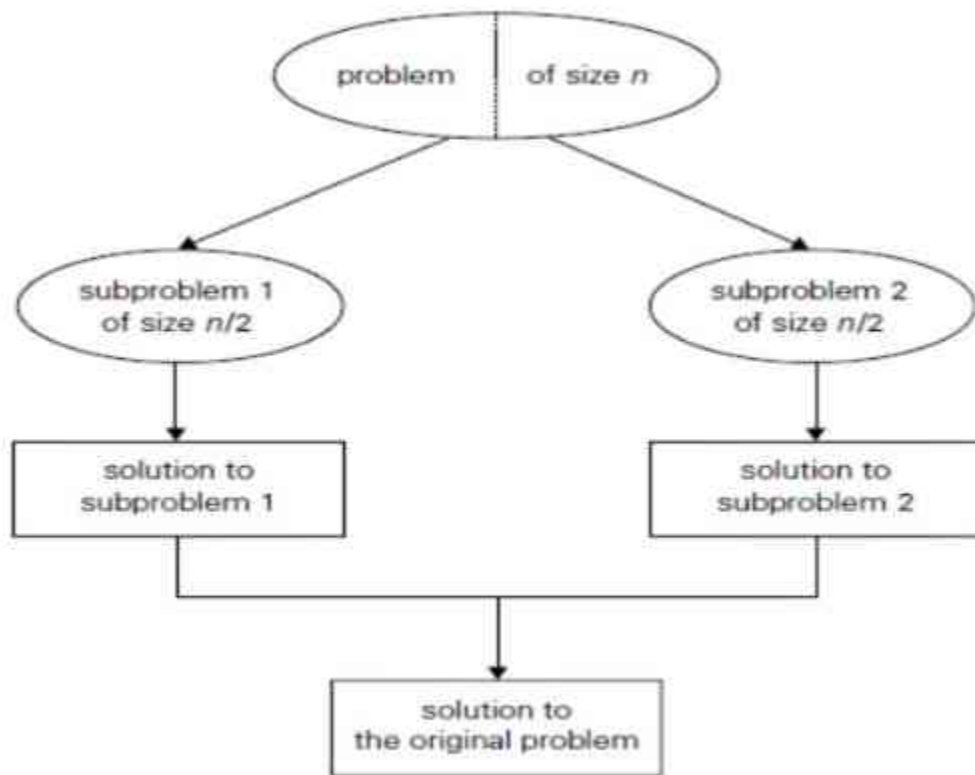 problem of size n
subproblem 1
of size n/2
subproblem 2
of size n/2
solution to
subproblem 1
solution to
subproblem 2
solution to
the original problem